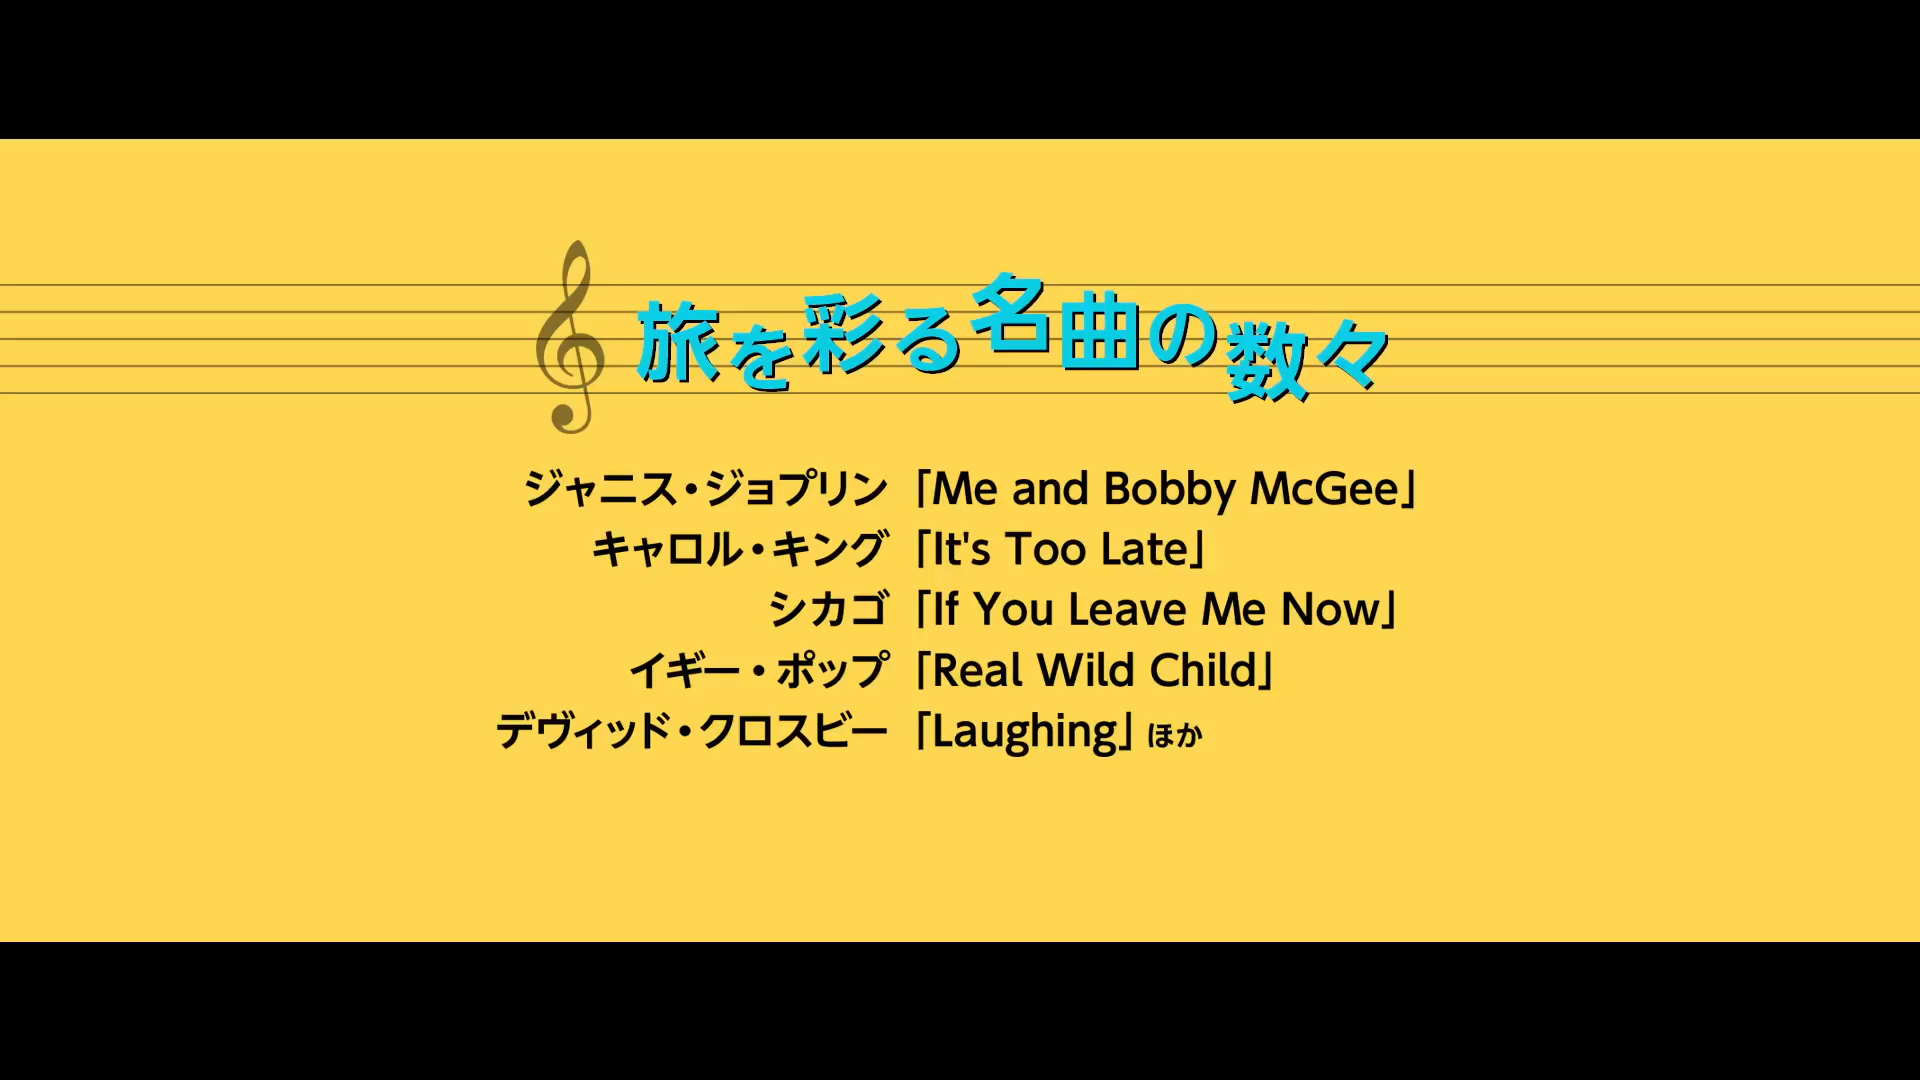 旅を彩る名曲の数々
ジャニス・ジョプリン「Me and Bobby McGee」
キャロル・キング「It's Too Late」
シカゴ「If You Leave Me Now」
イギー・ポップ「Real Wild Child」
デヴィッド・クロスビー「Laughing」ほか